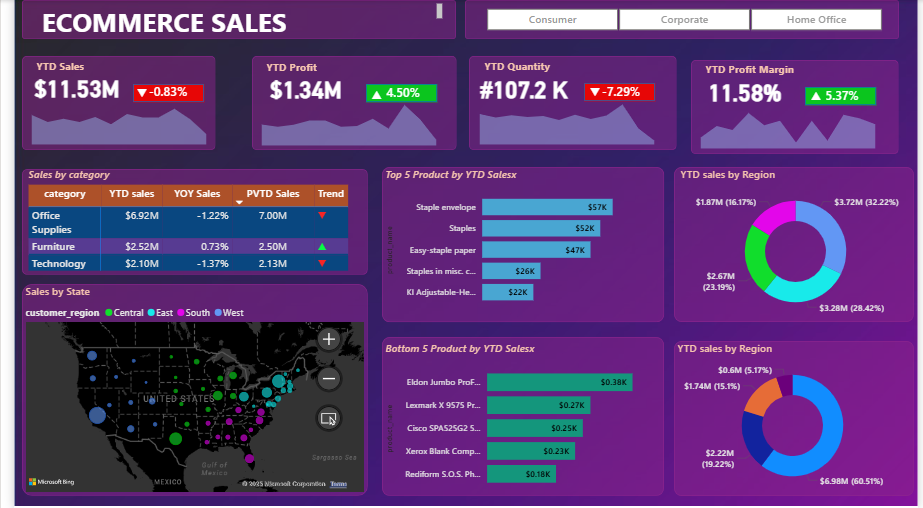 ECOMMERCE SALES
Consumer
Corporate
Home Office
YTD Sales
$11.53M
▼ -0.83%
YTD Profit
$1.34M
▲ 4.50%
YTD Quantity
#107.2 K
▼ -7.29%
YTD Profit Margin
11.58%
▲ 5.37%
Sales by category
category YTD sales YOY Sales PVTD Sales Trend
Office
Supplies $6.92M -1.22% 7.00M ▼
Furniture $2.52M 0.73% 2.50M ▲
Technology $2.10M -1.37% 2.13M ▼
Top 5 Product by YTD Salesx
product_name
Staple envelope $57K
Staples $52K
Easy-staple paper $47K
Staples in misc. c... $26K
KI Adjustable-He... $22K
YTD sales by Region
$1.87M (16.17%)
$3.72M (32.22%)
$2.67M
(23.19%)
$3.28M (28.42%)
Sales by State
customer_region Central East South West
UNITED STATES
Gulf of
Mexico
Sargasso Sea
MEXICO
Microsoft Bing
© 2025 Microsoft Corporation Terms
Bottom 5 Product by YTD Salesx
product_name
Eldon Jumbo ProF... $0.38K
Lexmark X 9575 Pr... $0.27K
Cisco SPA525G2 5... $0.25K
Xerox Blank Comp... $0.23K
Rediform S.O.S. Ph... $0.18K
YTD sales by Region
$0.6M (5.17%)
$1.74M (15.1%)
$2.22M
(19.22%)
$6.98M (60.51%)